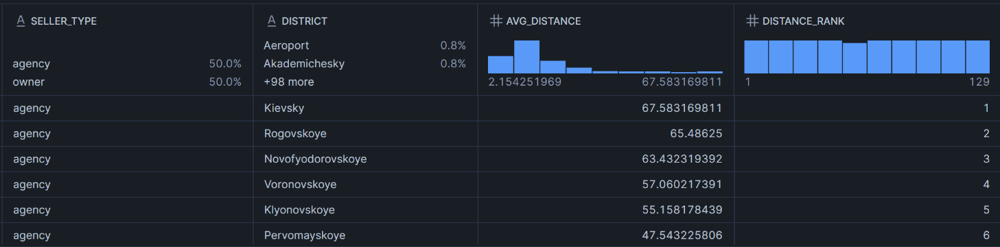 A SELLER_TYPE A DISTRICT # AVG_DISTANCE # DISTANCE_RANK
Aeroport 0.8%
agency 50.0% Akademichesky 0.8%
owner 50.0% +98 more 2.154251969 67.583169811 1 129
agency Kievsky 67.583169811 1
agency Rogovskoye 65.48625 2
agency Novofyodorovskoye 63.432319392 3
agency Voronovskoye 57.060217391 4
agency Klyonovskoye 55.158178439 5
agency Pervomayskoye 47.543225806 6